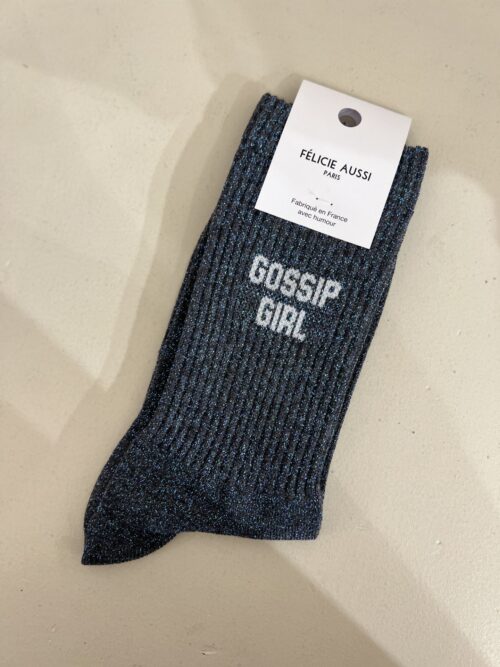 FÉLICIE AUSSI
PARIS
Fabriqué en France
avec humour
GOSSIP
GIRL